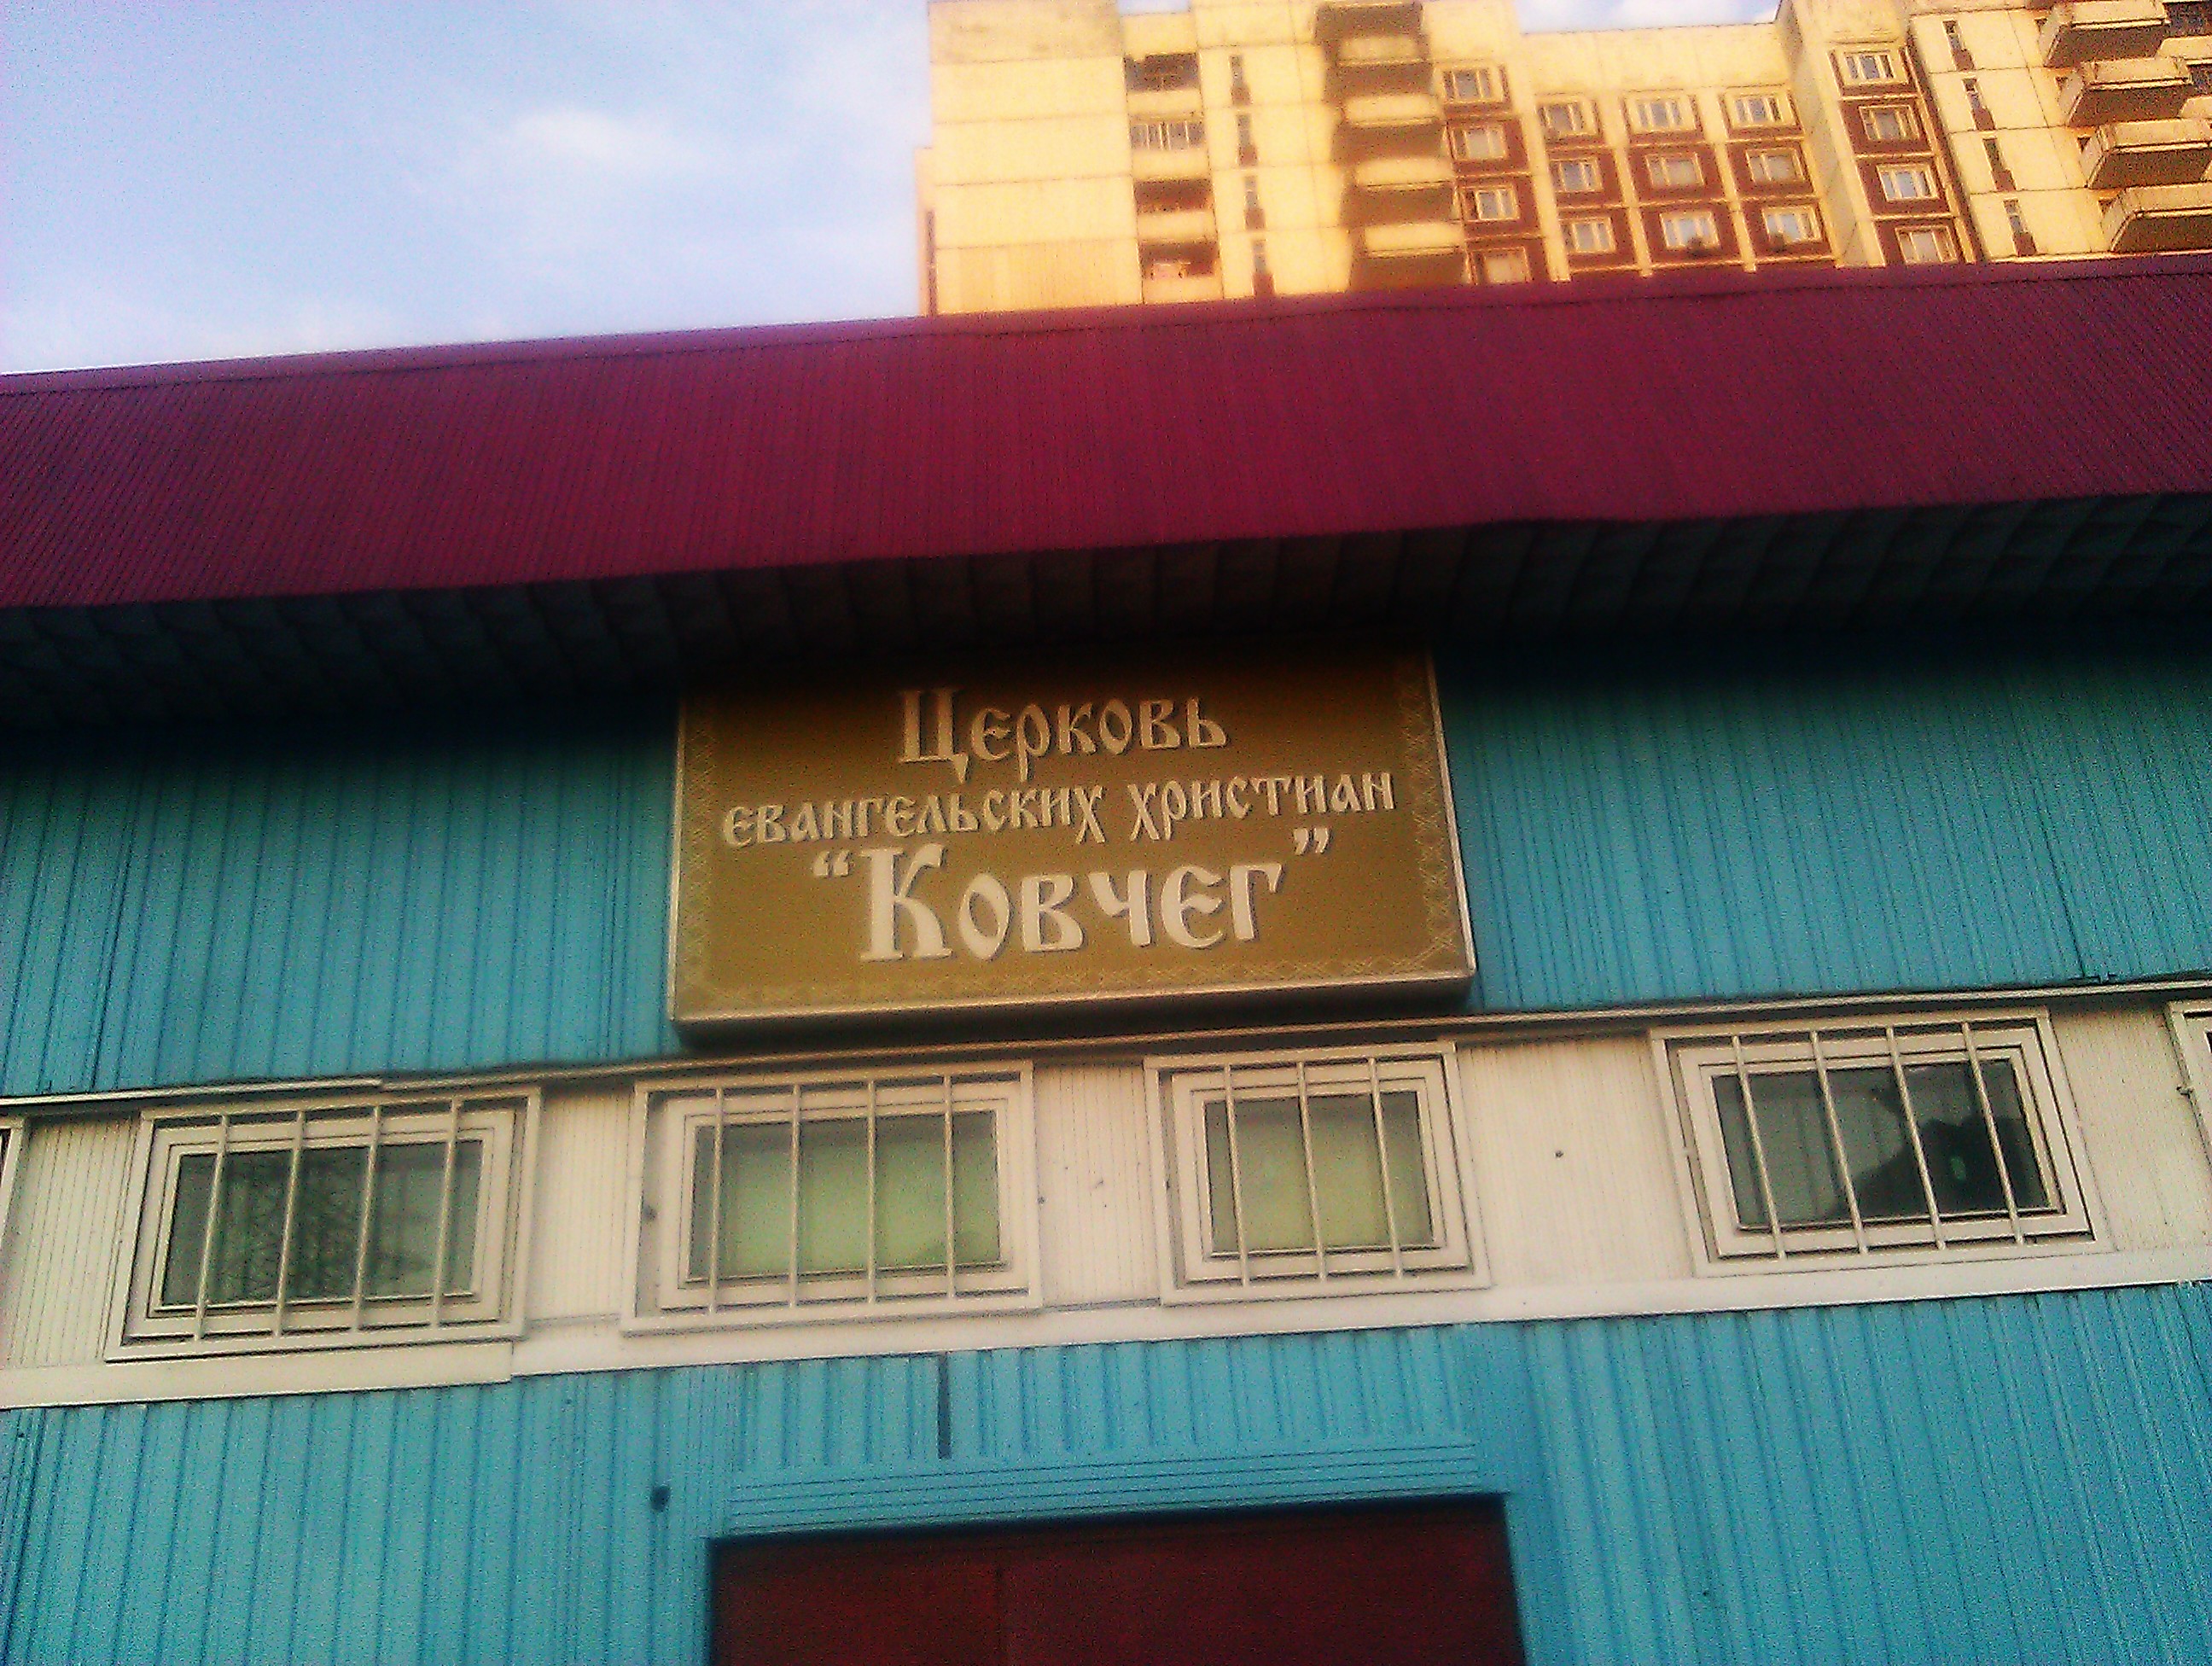 Церковь
евангельских христиан
“Ковчег”